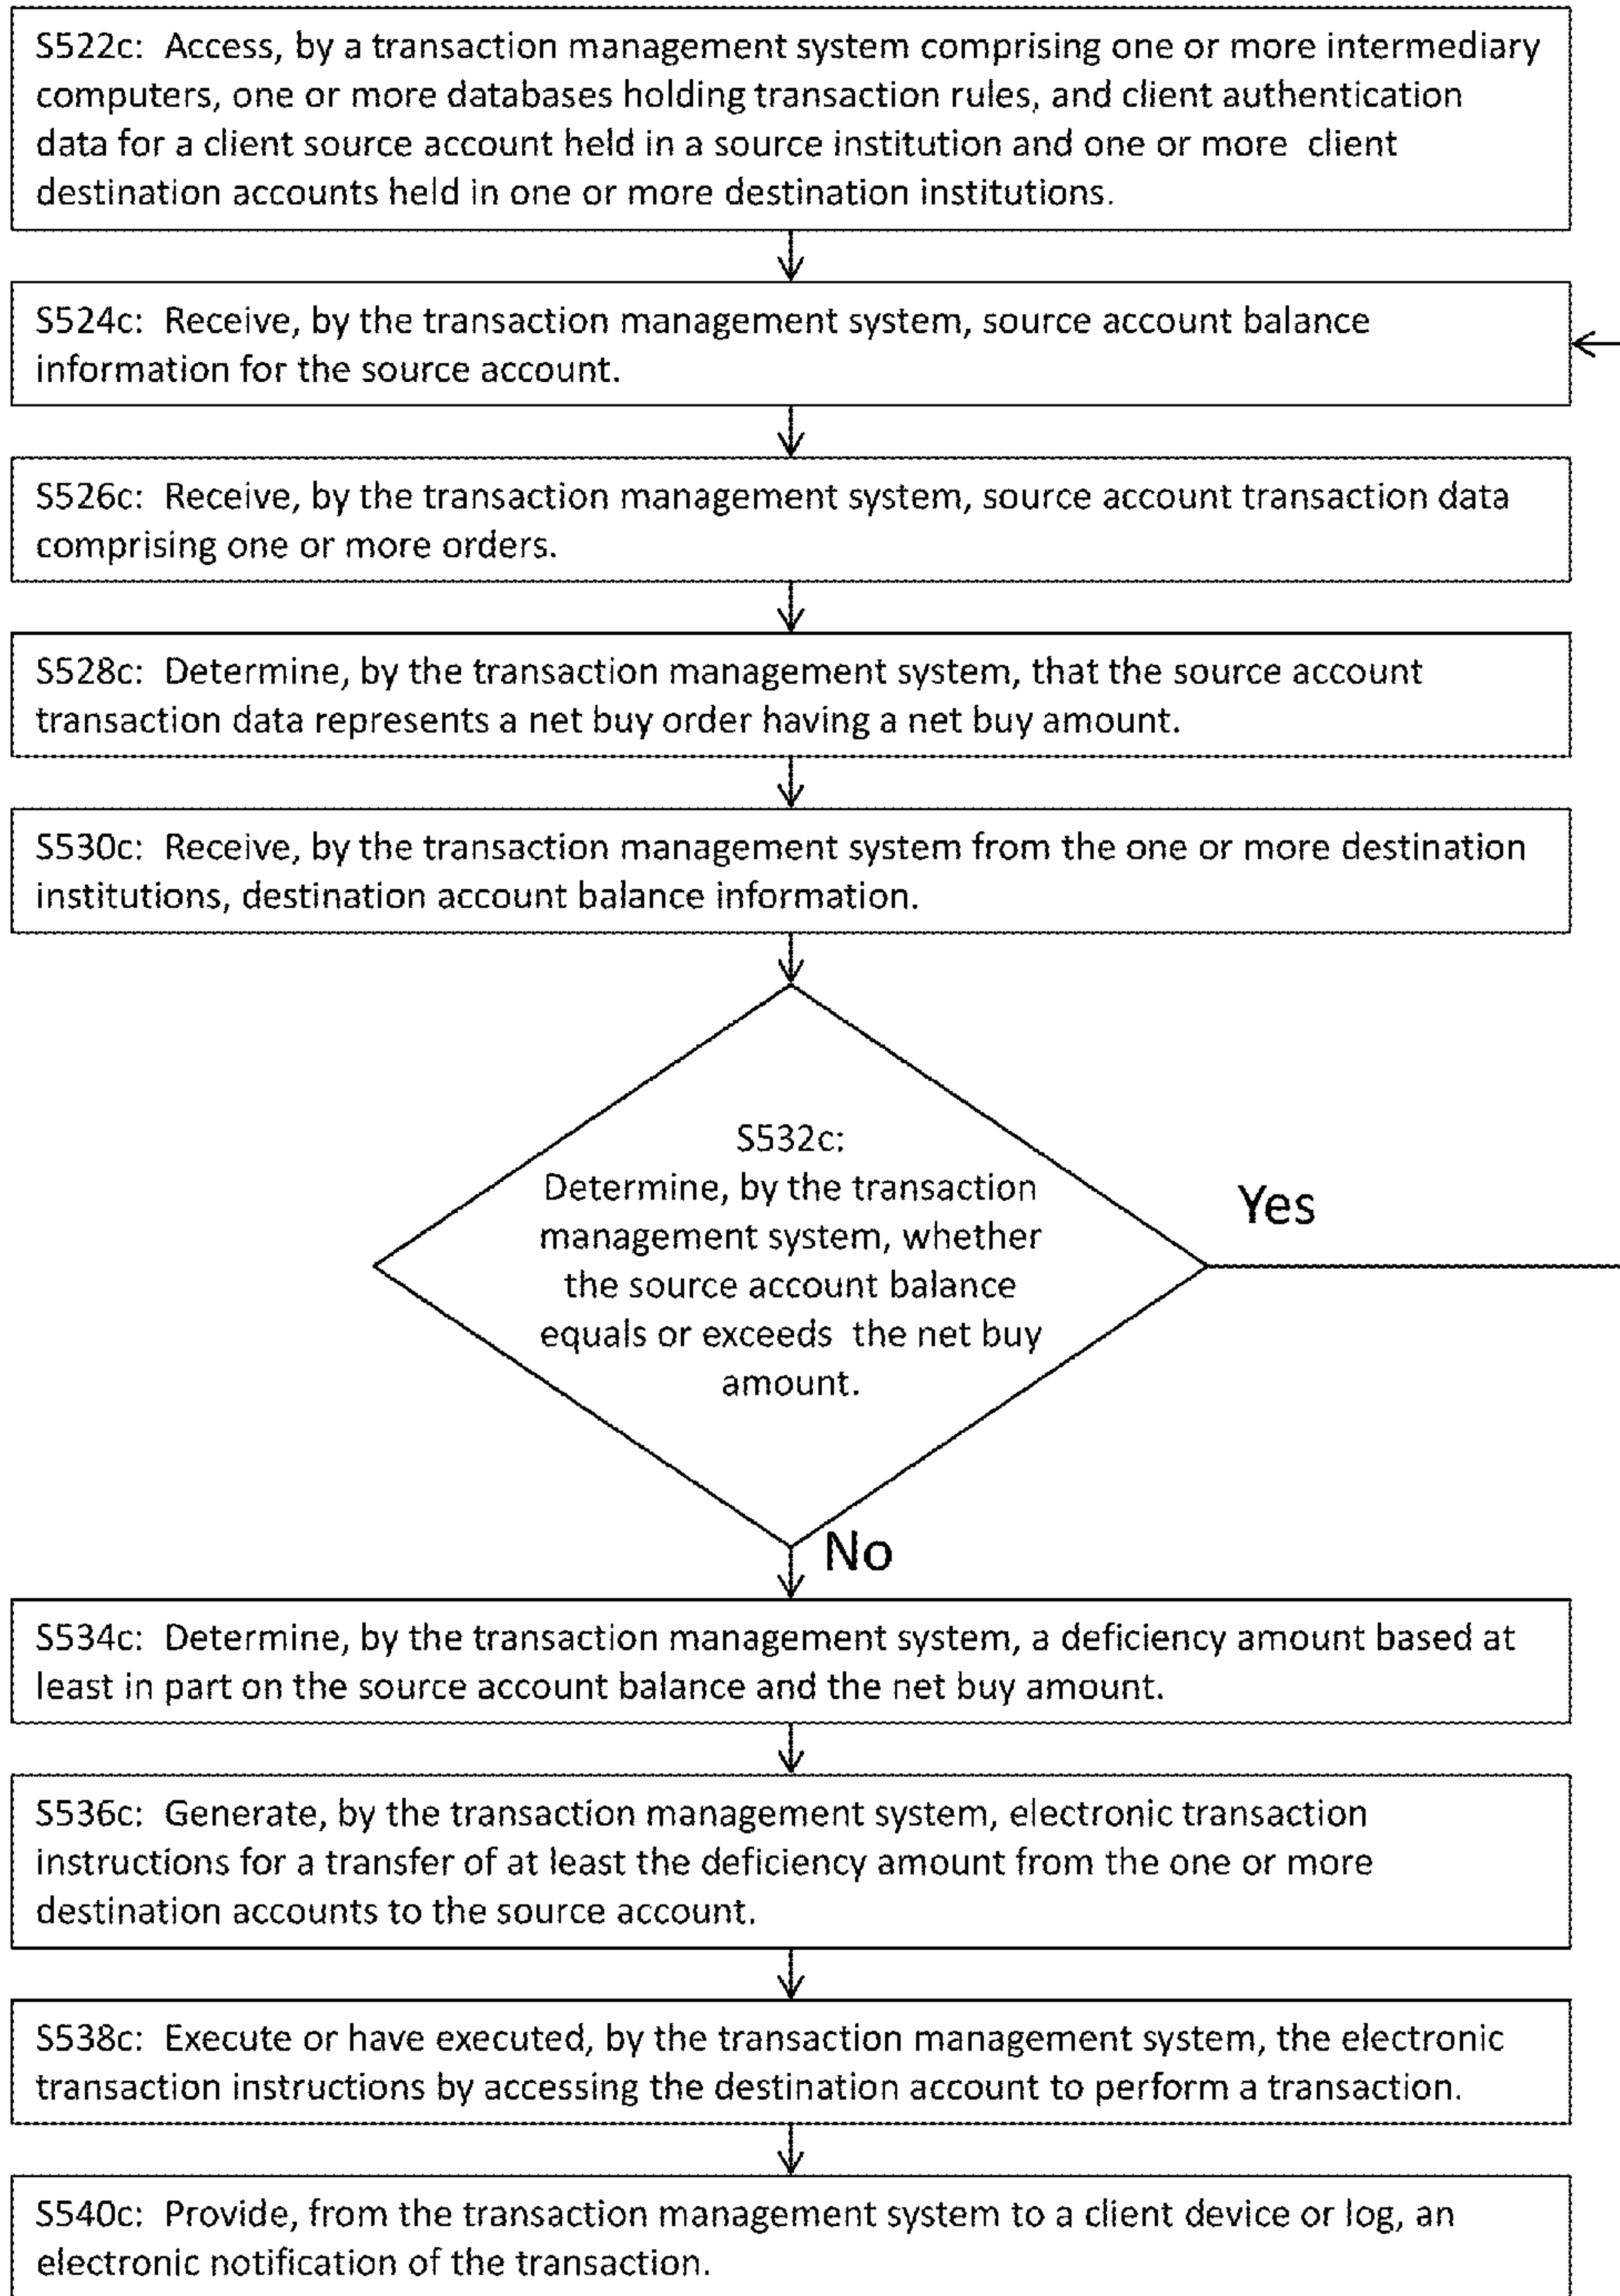 S522c: Access, by a transaction management system comprising one or more intermediary
computers, one or more databases holding transaction rules, and client authentication
data for a client source account held in a source institution and one or more client
destination accounts held in one or more destination institutions.
S524c: Receive, by the transaction management system, source account balance
information for the source account.
S526c: Receive, by the transaction management system, source account transaction data
comprising one or more orders.
S528c: Determine, by the transaction management system, that the source account
transaction data represents a net buy order having a net buy amount.
S530c: Receive, by the transaction management system from the one or more destination
institutions, destination account balance information.
S532c:
Determine, by the transaction
management system, whether
the source account balance
equals or exceeds the net buy
amount.
Yes
No
S534c: Determine, by the transaction management system, a deficiency amount based at
least in part on the source account balance and the net buy amount.
S536c: Generate, by the transaction management system, electronic transaction
instructions for a transfer of at least the deficiency amount from the one or more
destination accounts to the source account.
S538c: Execute or have executed, by the transaction management system, the electronic
transaction instructions by accessing the destination account to perform a transaction.
S540c: Provide, from the transaction management system to a client device or log, an
electronic notification of the transaction.